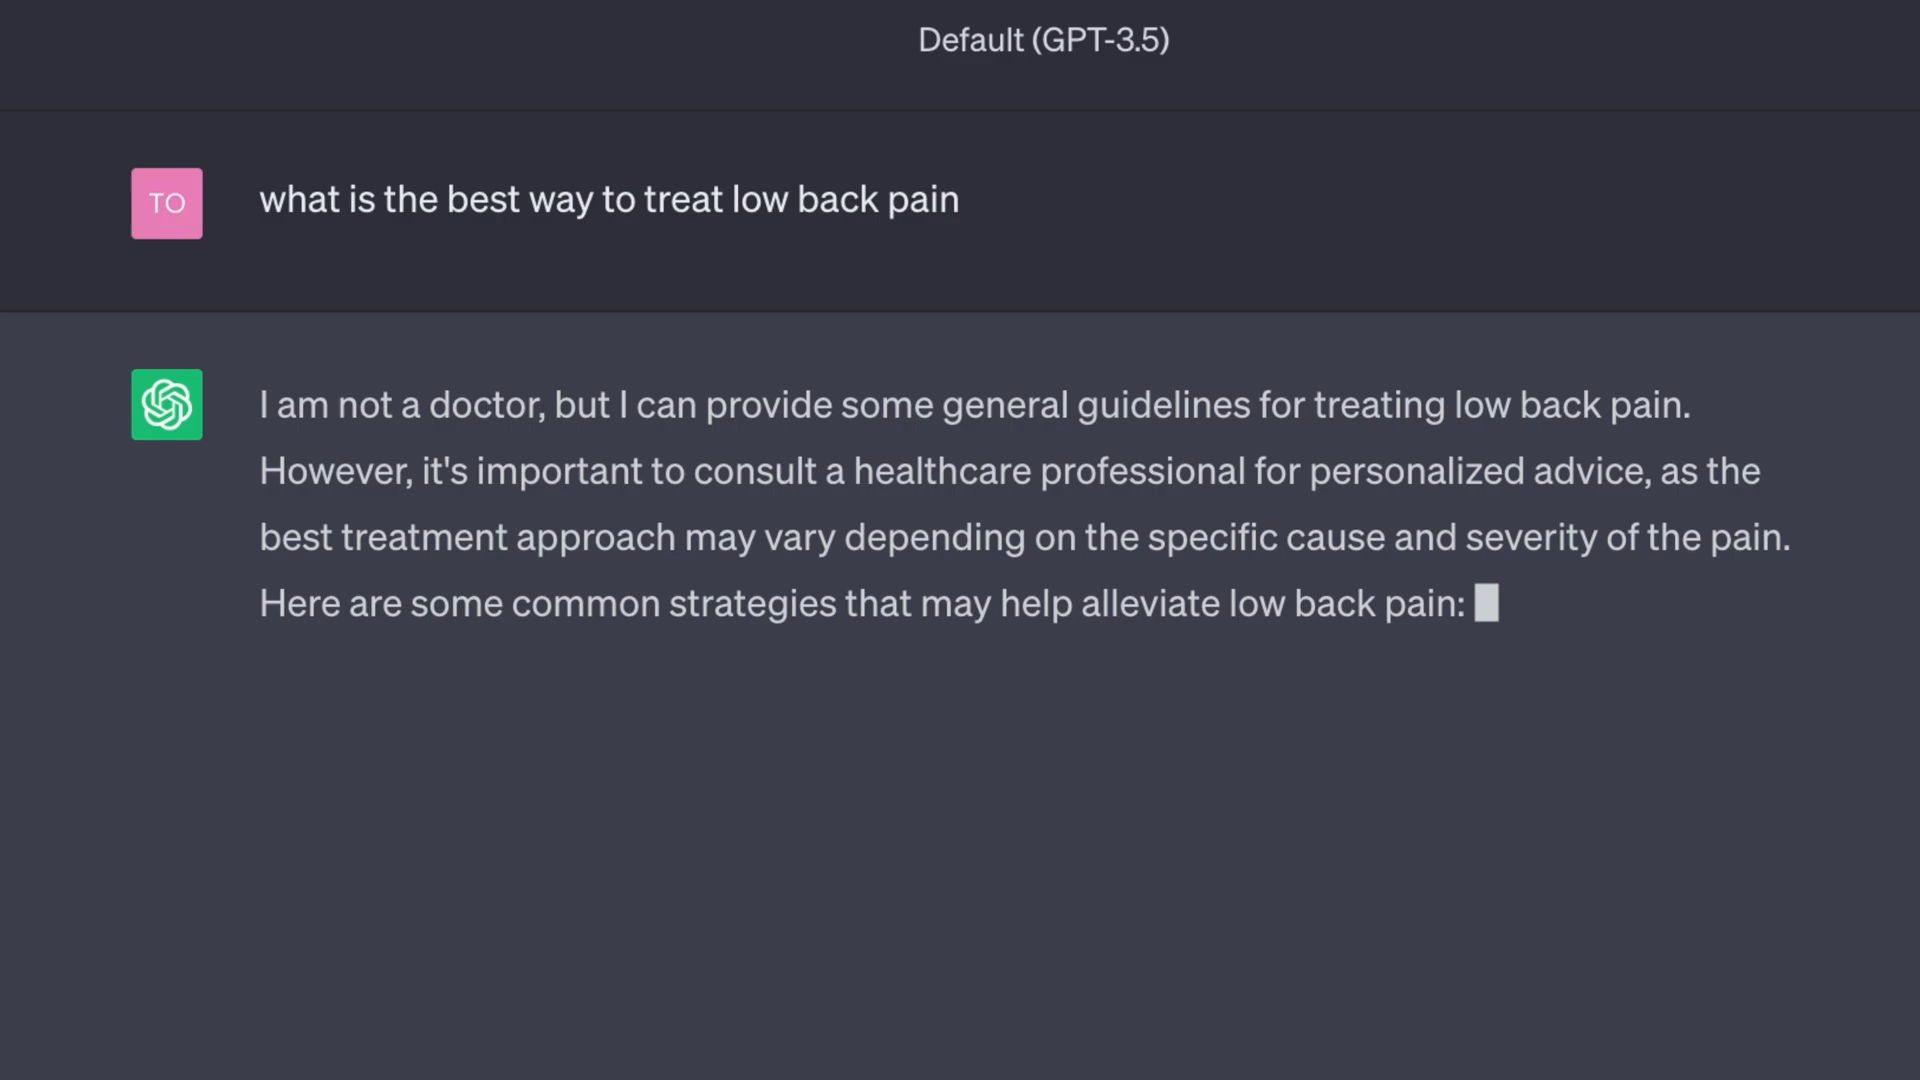 Default (GPT-3.5)
TO
what is the best way to treat low back pain
I am not a doctor, but I can provide some general guidelines for treating low back pain.
However, it's important to consult a healthcare professional for personalized advice, as the
best treatment approach may vary depending on the specific cause and severity of the pain.
Here are some common strategies that may help alleviate low back pain: